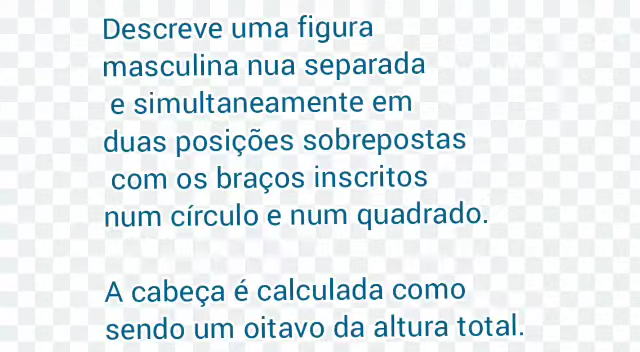 Descreve uma figura
masculina nua separada
e simultaneamente em
duas posições sobrepostas
com os braços inscritos
num círculo e num quadrado.
A cabeça é calculada como
sendo um oitavo da altura total.